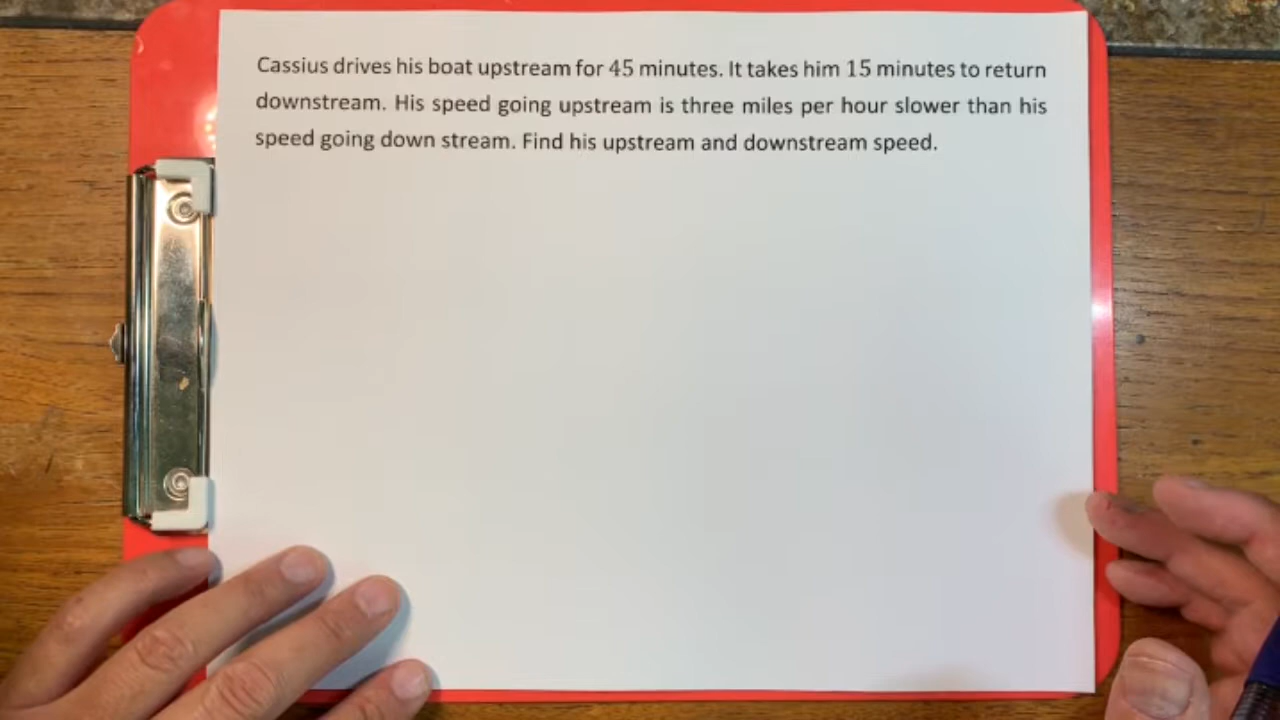 Cassius drives his boat upstream for 45 minutes. It takes him 15 minutes to return
downstream. His speed going upstream is three miles per hour slower than his
speed going down stream. Find his upstream and downstream speed.